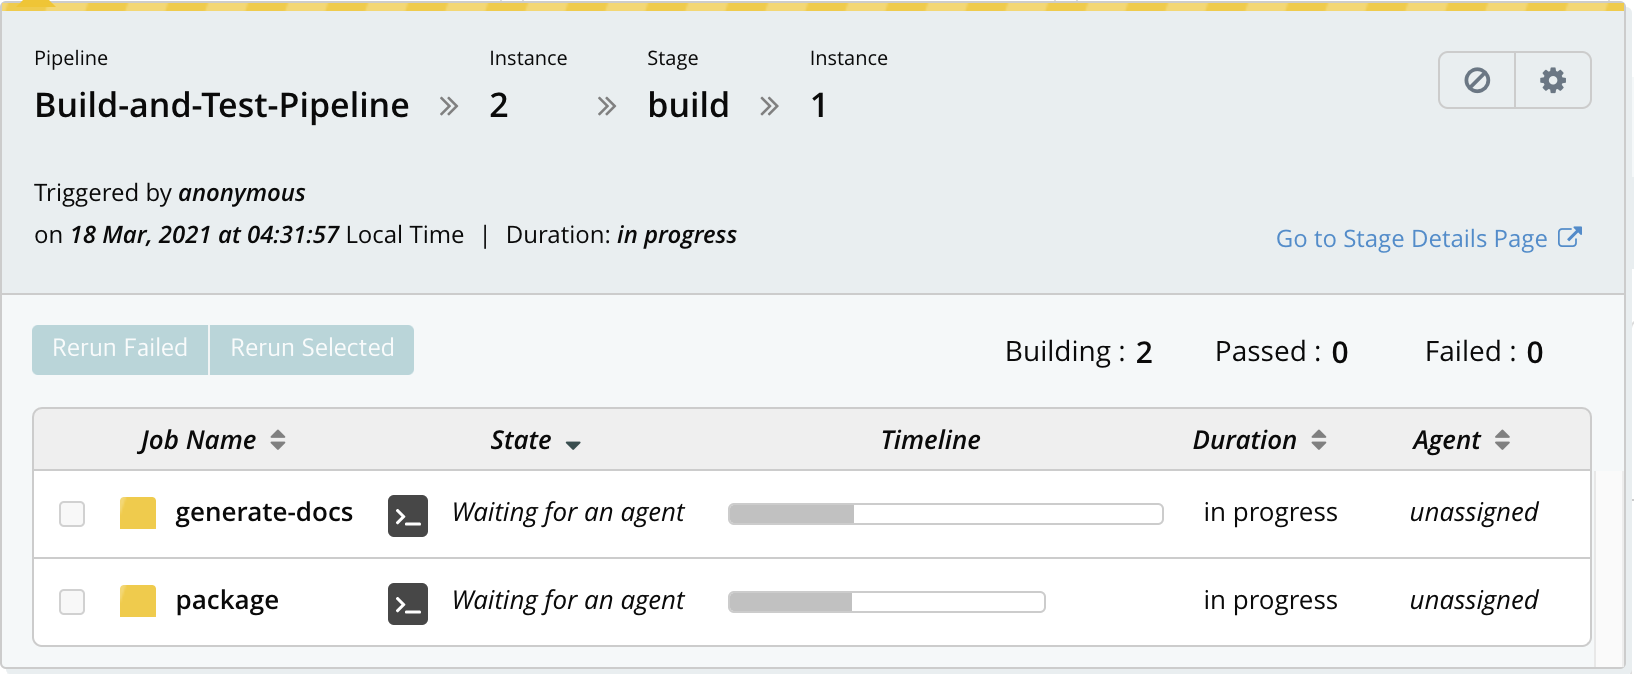 Pipeline Instance Stage Instance
Build-and-Test-Pipeline » 2 » build » 1
Triggered by anonymous
on 18 Mar, 2021 at 04:31:57 Local Time | Duration: in progress
Go to Stage Details Page
Rerun Failed Rerun Selected
Building : 2 Passed : 0 Failed : 0
Job Name State Timeline Duration Agent
generate-docs >_ Waiting for an agent in progress unassigned
package >_ Waiting for an agent in progress unassigned